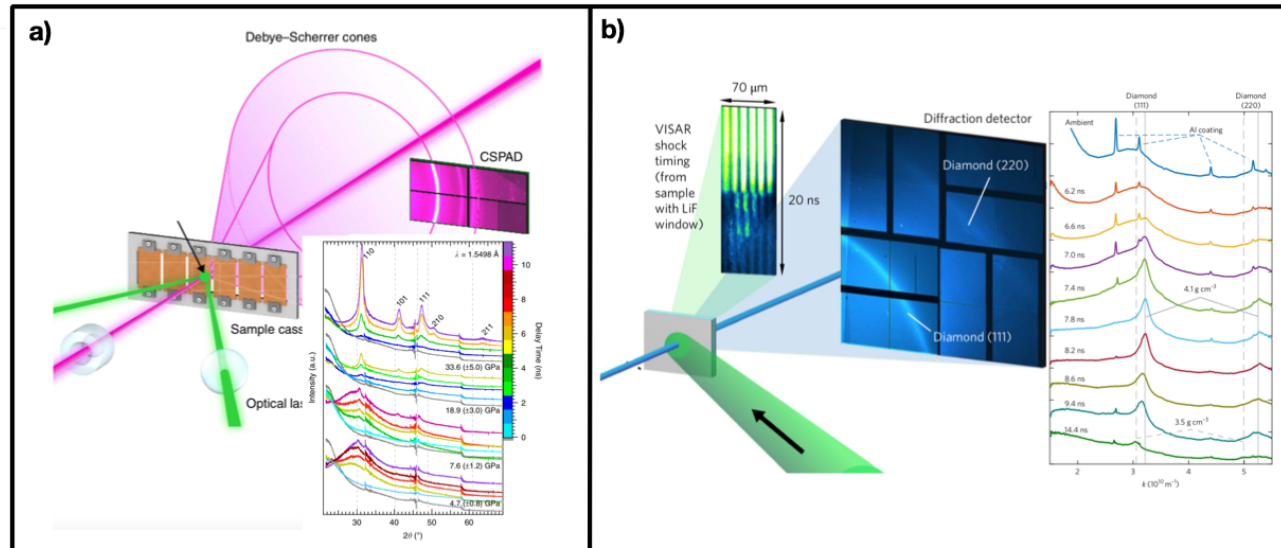 a)
Debye–Scherrer cones
CSPAD
Sample cass
Optical las
λ = 1.5498 Å
110
101
111
210
211
33.6 (±5.0) GPa
18.9 (±3.0) GPa
7.6 (±1.2) GPa
4.7 (±0.8) GPa
Intensity (a.u.)
30
40
50
60
2θ (°)
10
8
6
4
2
0
Delay Time (ns)
b)
70 μm
VISAR
shock
timing
(from
sample
with LiF
window)
20 ns
Diffraction detector
Diamond (220)
Diamond (111)
Diamond
(111)
Diamond
(220)
Ambient
Al coating
6.2 ns
6.6 ns
7.0 ns
7.4 ns
4.1 g cm⁻³
7.8 ns
8.2 ns
8.6 ns
9.4 ns
3.5 g cm⁻³
14.4 ns
2
3
4
5
k (10¹⁰ m⁻¹)